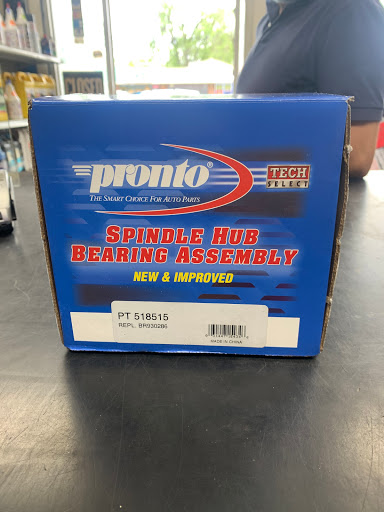 CLOSED
pronto®
THE SMART CHOICE FOR AUTO PARTS
TECH
SELECT
SPINDLE HUB
BEARING ASSEMBLY
NEW & IMPROVED
PT 518515
REPL. BR930286
MADE IN CHINA